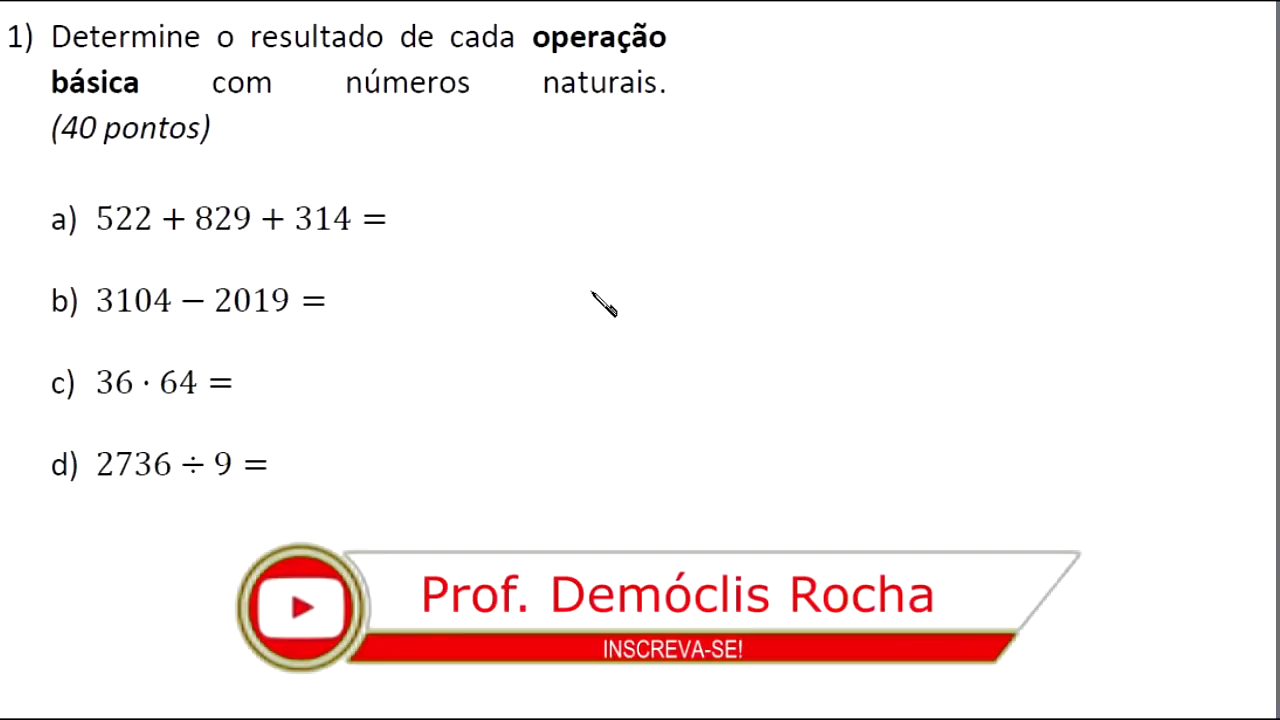 1) Determine o resultado de cada operação
básica com números naturais.
(40 pontos)
a) 522 + 829 + 314 =
b) 3104 − 2019 =
c) 36 · 64 =
d) 2736 ÷ 9 =
Prof. Demóclis Rocha
INSCREVA-SE!